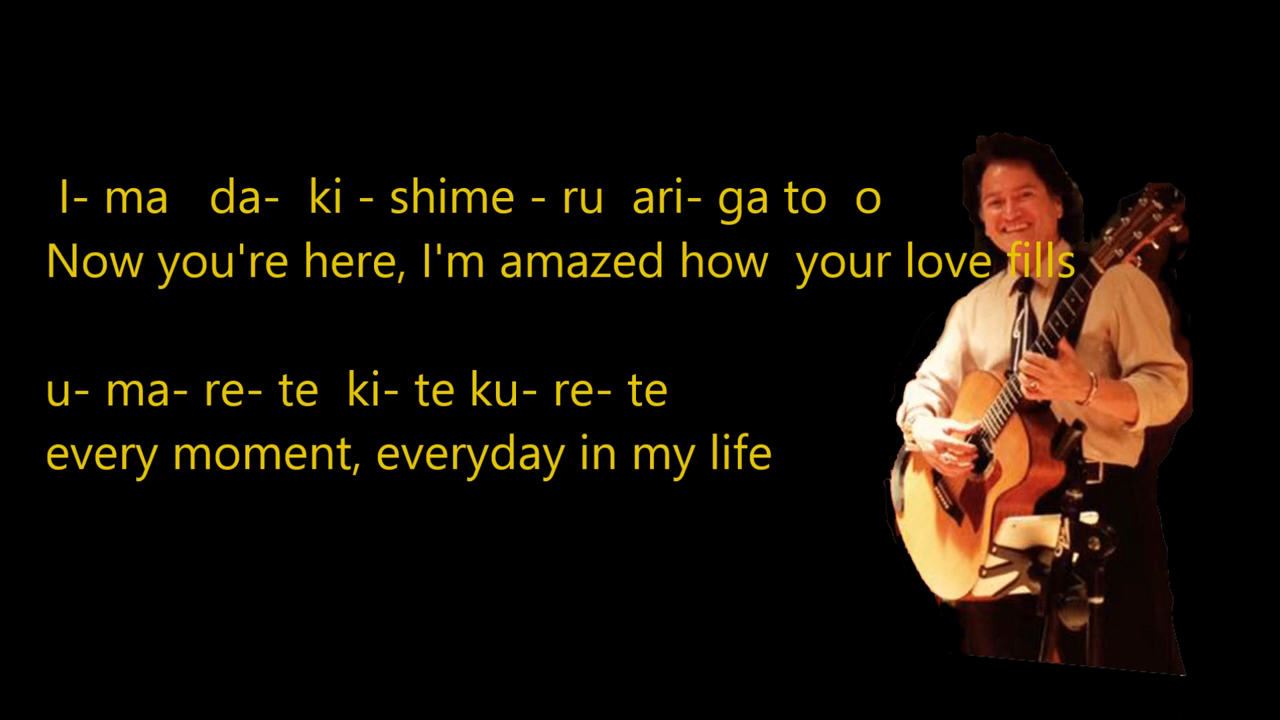 I- ma da- ki - shime - ru ari- ga to o
Now you're here, I'm amazed how your love fills
u- ma- re- te ki- te ku- re- te
every moment, everyday in my life